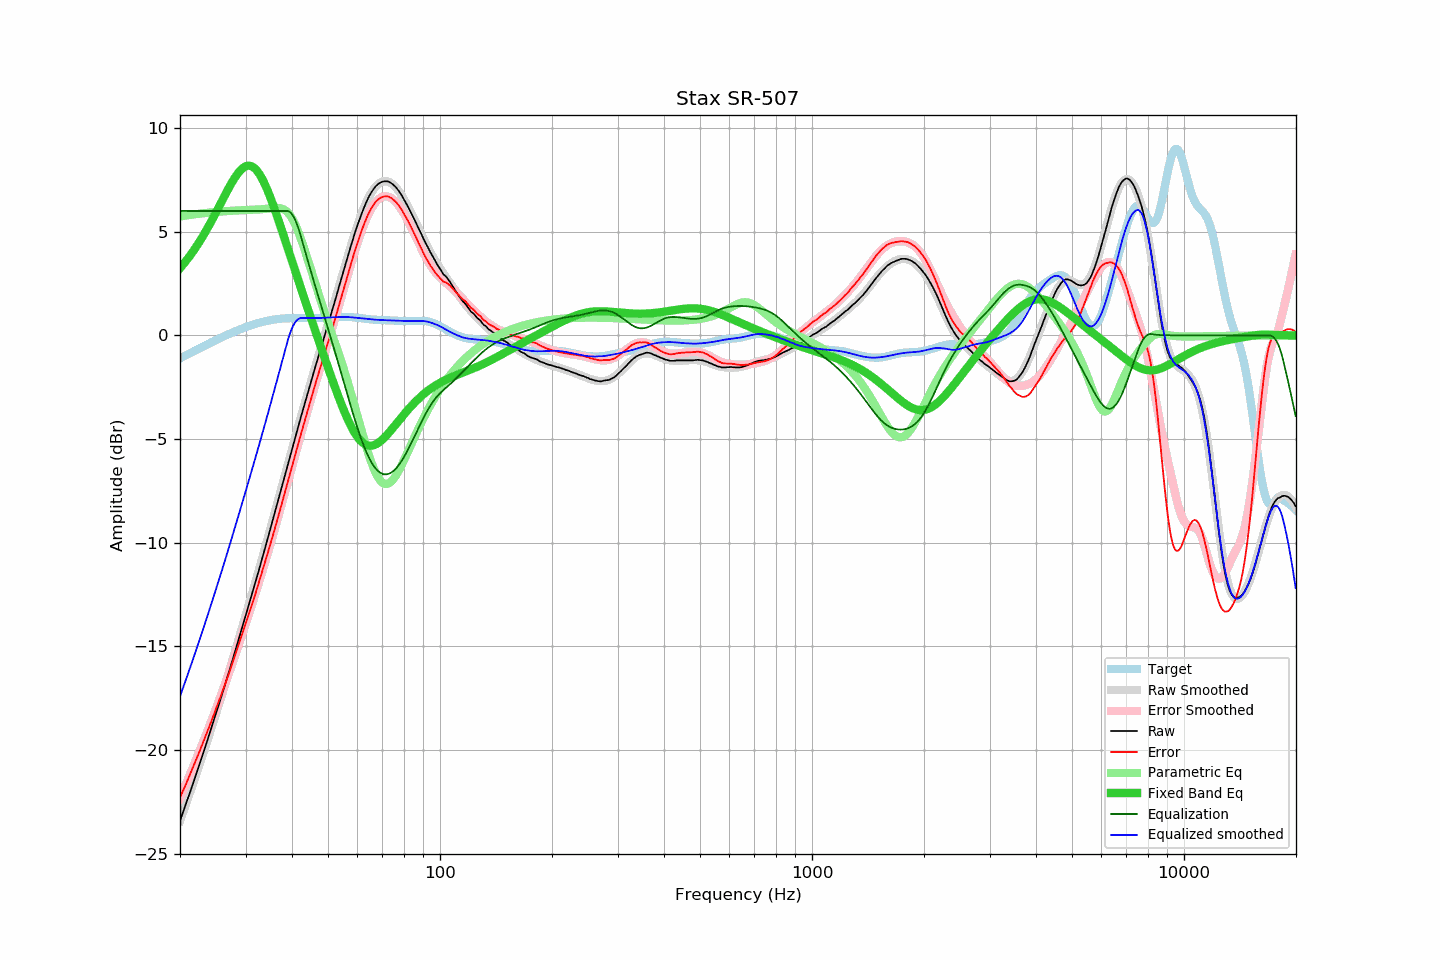 Stax SR-507
10
5
0
−5
−10
−15
−20
−25
Amplitude (dBr)
100
1000
10000
Frequency (Hz)
Target
Raw Smoothed
Error Smoothed
Raw
Error
Parametric Eq
Fixed Band Eq
Equalization
Equalized smoothed